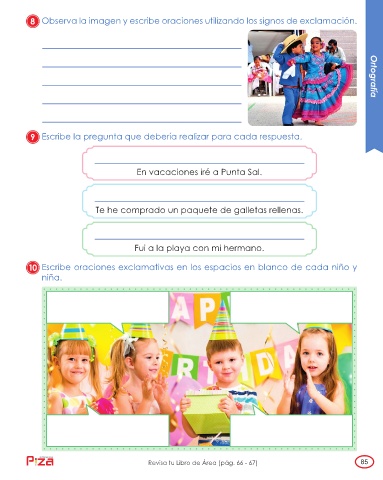 8 Observa la imagen y escribe oraciones utilizando los signos de exclamación.
Ortografía
9 Escribe la pregunta que debería realizar para cada respuesta.
En vacaciones iré a Punta Sal.
Te he comprado un paquete de galletas rellenas.
Fui a la playa con mi hermano.
10 Escribe oraciones exclamativas en los espacios en blanco de cada niño y
niña.
AP
RTHDA
Revisa tu Libro de Área (pág. 66 - 67)
85